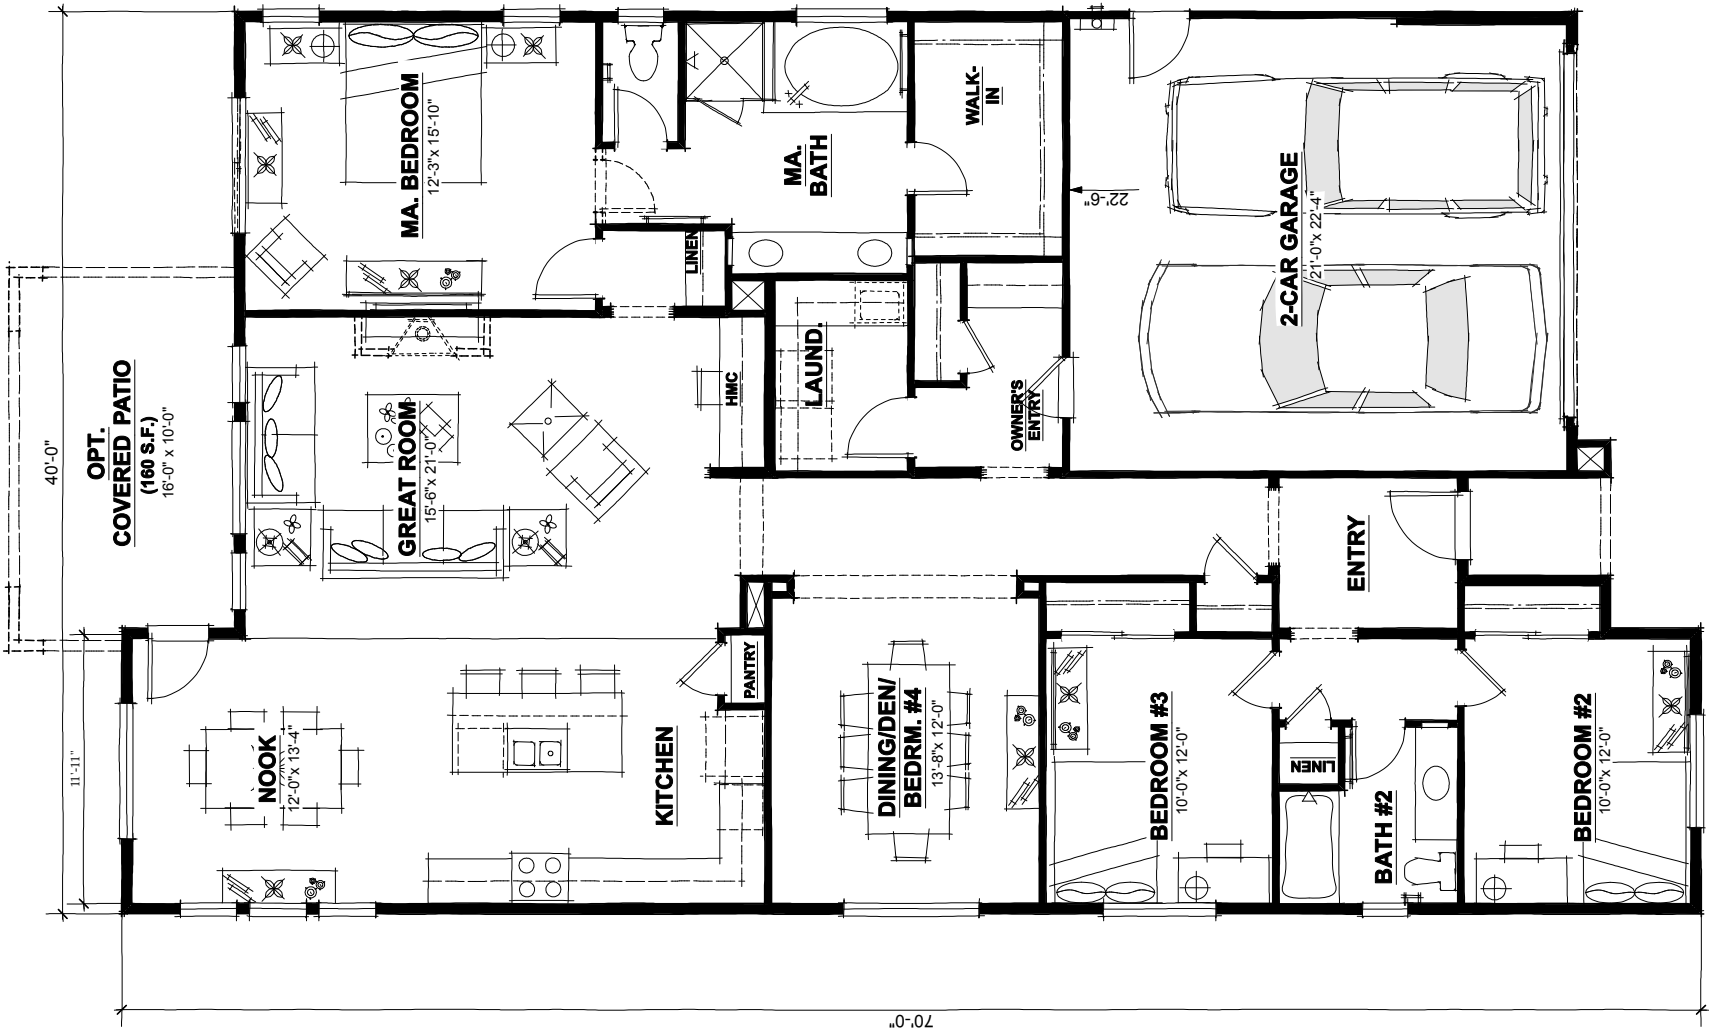 OPT.
COVERED PATIO
(160 S.F.)
16'-0" x 10'-0"
40'-0"
11'-11"
70'-0"
MA. BEDROOM
12'-3"x 15'-10"
MA.
BATH
WALK-
IN
LINEN
2-CAR GARAGE
21'-0"x 22'-4"
22'-6"
GREAT ROOM
15'-6"x 21'-0"
HMC
LAUND.
OWNER'S
ENTRY
ENTRY
NOOK
12'-0"x 13'-4"
KITCHEN
PANTRY
DINING/DEN/
BEDRM. #4
13'-8"x 12'-0"
BEDROOM #3
10'-0"x 12'-0"
LINEN
BATH #2
BEDROOM #2
10'-0"x 12'-0"